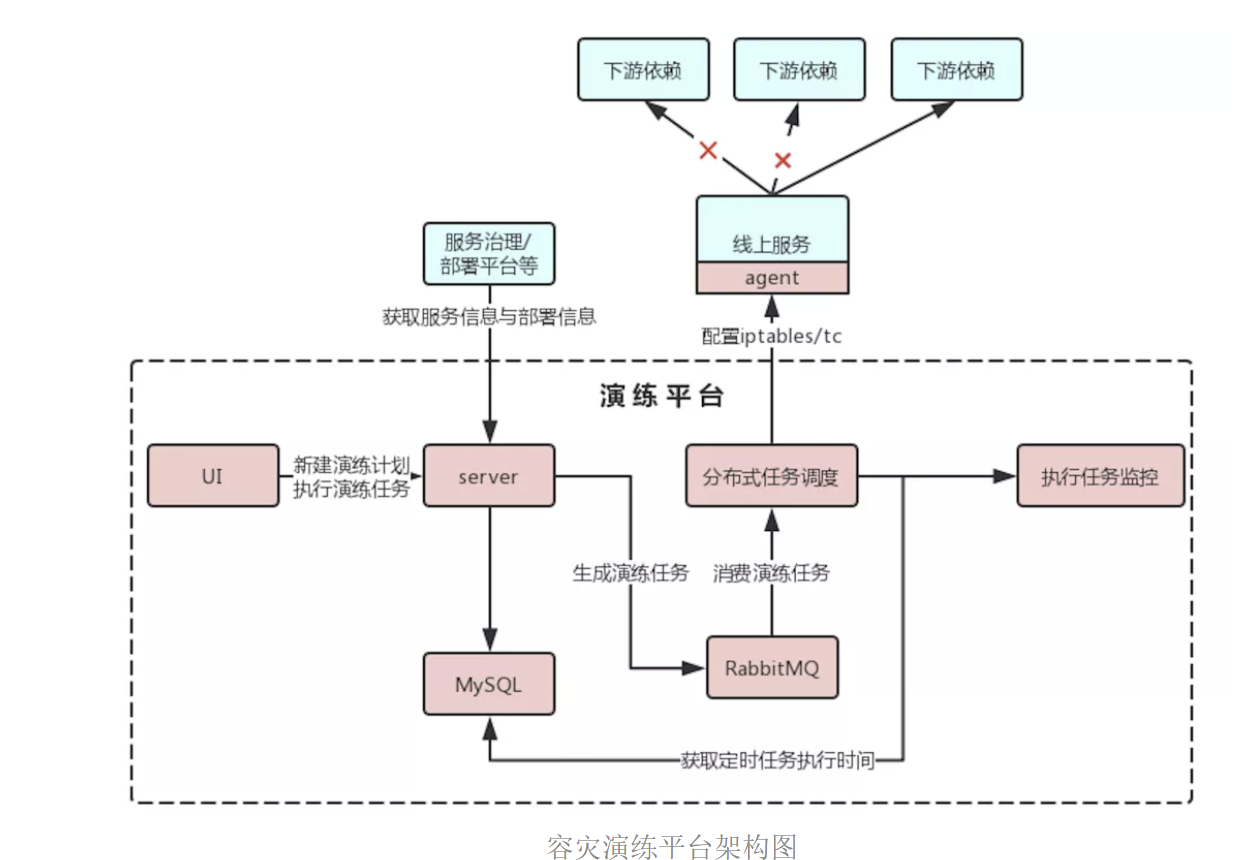 下游依赖
下游依赖
下游依赖
线上服务
agent
服务治理/
部署平台等
获取服务信息与部署信息
配置iptables/tc
演练平台
UI
新建演练计划
执行演练任务
server
分布式任务调度
执行任务监控
生成演练任务
消费演练任务
MySQL
RabbitMQ
获取定时任务执行时间
容灾演练平台架构图